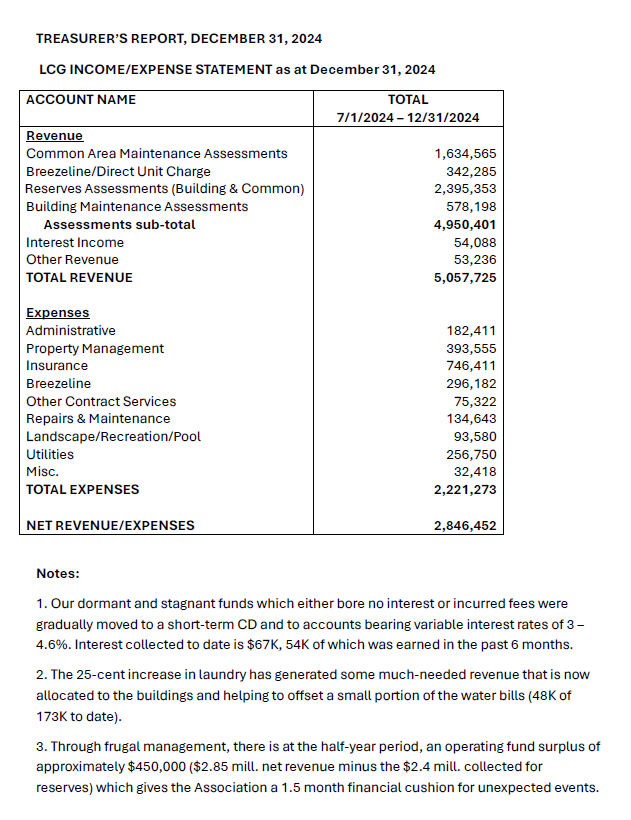 TREASURER'S REPORT, DECEMBER 31, 2024
LCG INCOME/EXPENSE STATEMENT as at December 31, 2024
ACCOUNT NAME TOTAL
7/1/2024 – 12/31/2024
Revenue
Common Area Maintenance Assessments 1,634,565
Breezeline/Direct Unit Charge 342,285
Reserves Assessments (Building & Common) 2,395,353
Building Maintenance Assessments 578,198
Assessments sub-total 4,950,401
Interest Income 54,088
Other Revenue 53,236
TOTAL REVENUE 5,057,725
Expenses
Administrative 182,411
Property Management 393,555
Insurance 746,411
Breezeline 296,182
Other Contract Services 75,322
Repairs & Maintenance 134,643
Landscape/Recreation/Pool 93,580
Utilities 256,750
Misc. 32,418
TOTAL EXPENSES 2,221,273
NET REVENUE/EXPENSES 2,846,452
Notes:
1. Our dormant and stagnant funds which either bore no interest or incurred fees were
gradually moved to a short-term CD and to accounts bearing variable interest rates of 3 –
4.6%. Interest collected to date is $67K, 54K of which was earned in the past 6 months.
2. The 25-cent increase in laundry has generated some much-needed revenue that is now
allocated to the buildings and helping to offset a small portion of the water bills (48K of
173K to date).
3. Through frugal management, there is at the half-year period, an operating fund surplus of
approximately $450,000 ($2.85 mill. net revenue minus the $2.4 mill. collected for
reserves) which gives the Association a 1.5 month financial cushion for unexpected events.